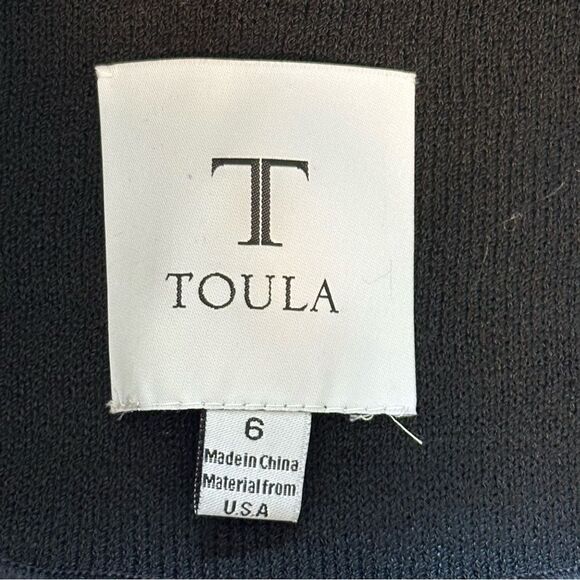 T
TOULA
6
Made in China
Material from
U.S.A